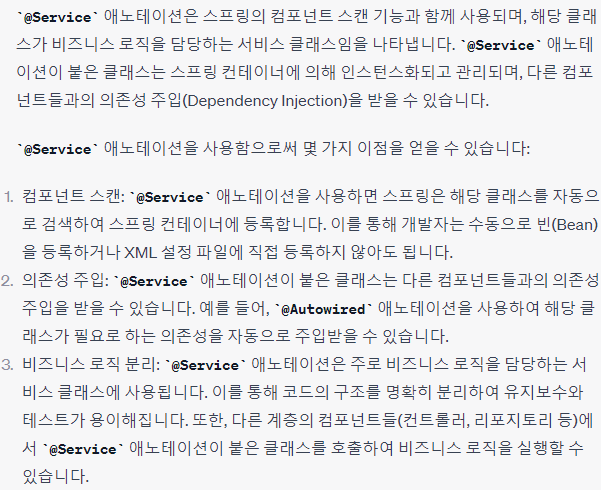 `@Service` 애노테이션은 스프링의 컴포넌트 스캔 기능과 함께 사용되며, 해당 클래
스가 비즈니스 로직을 담당하는 서비스 클래스임을 나타냅니다. `@Service` 애노테
이션이 붙은 클래스는 스프링 컨테이너에 의해 인스턴스화되고 관리되며, 다른 컴포
넌트들과의 의존성 주입(Dependency Injection)을 받을 수 있습니다.
`@Service` 애노테이션을 사용함으로써 몇 가지 이점을 얻을 수 있습니다:
1. 컴포넌트 스캔: `@Service` 애노테이션을 사용하면 스프링은 해당 클래스를 자동으
로 검색하여 스프링 컨테이너에 등록합니다. 이를 통해 개발자는 수동으로 빈(Bean)
을 등록하거나 XML 설정 파일에 직접 등록하지 않아도 됩니다.
2. 의존성 주입: `@Service` 애노테이션이 붙은 클래스는 다른 컴포넌트들과의 의존성
주입을 받을 수 있습니다. 예를 들어, `@Autowired` 애노테이션을 사용하여 해당 클
래스가 필요로 하는 의존성을 자동으로 주입받을 수 있습니다.
3. 비즈니스 로직 분리: `@Service` 애노테이션은 주로 비즈니스 로직을 담당하는 서
비스 클래스에 사용됩니다. 이를 통해 코드의 구조를 명확히 분리하여 유지보수와
테스트가 용이해집니다. 또한, 다른 계층의 컴포넌트들(컨트롤러, 리포지토리 등)에
서 `@Service` 애노테이션이 붙은 클래스를 호출하여 비즈니스 로직을 실행할 수
있습니다.